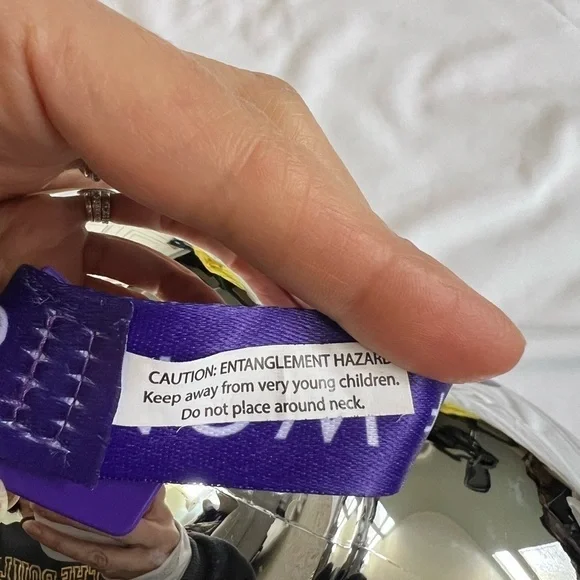 CAUTION: ENTANGLEMENT HAZARD
Keep away from very young children.
Do not place around neck.